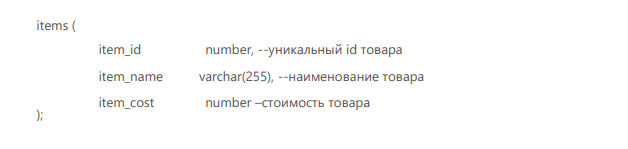 items (
item_id number, --уникальный id товара
item_name varchar(255), --наименование товара
item_cost number –стоимость товара
);